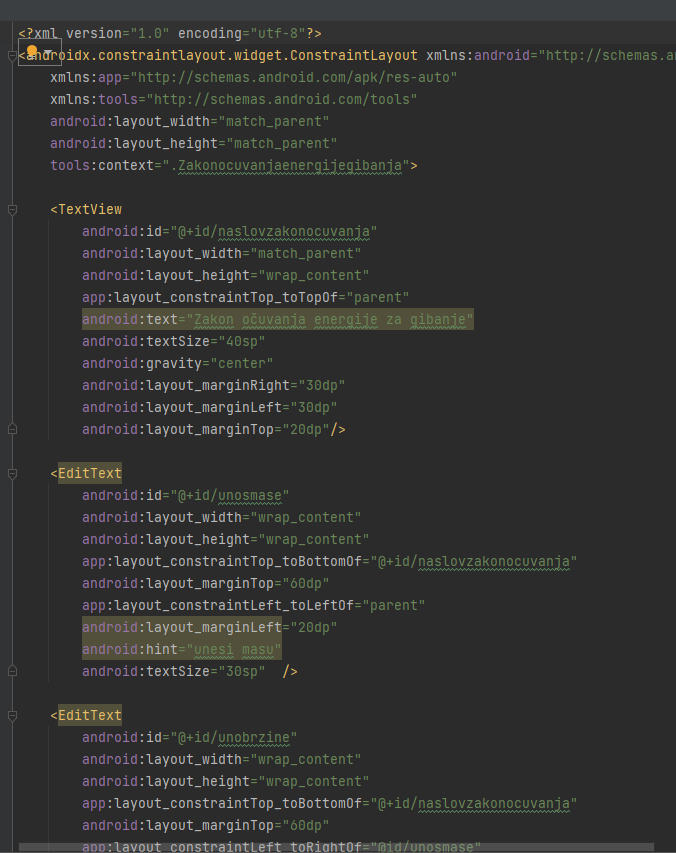 <?xml version="1.0" encoding="utf-8"?>
<androidx.constraintlayout.widget.ConstraintLayout xmlns:android="http://schemas.an
xmlns:app="http://schemas.android.com/apk/res-auto"
xmlns:tools="http://schemas.android.com/tools"
android:layout_width="match_parent"
android:layout_height="match_parent"
tools:context=".Zakonocuvanjaenergijegibanja">
<TextView
android:id="@+id/naslovzakonocuvanja"
android:layout_width="match_parent"
android:layout_height="wrap_content"
app:layout_constraintTop_toTopOf="parent"
android:text="Zakon očuvanja energije za gibanje"
android:textSize="40sp"
android:gravity="center"
android:layout_marginRight="30dp"
android:layout_marginLeft="30dp"
android:layout_marginTop="20dp"/>
<EditText
android:id="@+id/unosmase"
android:layout_width="wrap_content"
android:layout_height="wrap_content"
app:layout_constraintTop_toBottomOf="@+id/naslovzakonocuvanja"
android:layout_marginTop="60dp"
app:layout_constraintLeft_toLeftOf="parent"
android:layout_marginLeft="20dp"
android:hint="unesi masu"
android:textSize="30sp"  />
<EditText
android:id="@+id/unobrzine"
android:layout_width="wrap_content"
android:layout_height="wrap_content"
app:layout_constraintTop_toBottomOf="@+id/naslovzakonocuvanja"
android:layout_marginTop="60dp"
app:layout_constraintLeft_toRightOf="@id/unosmase"